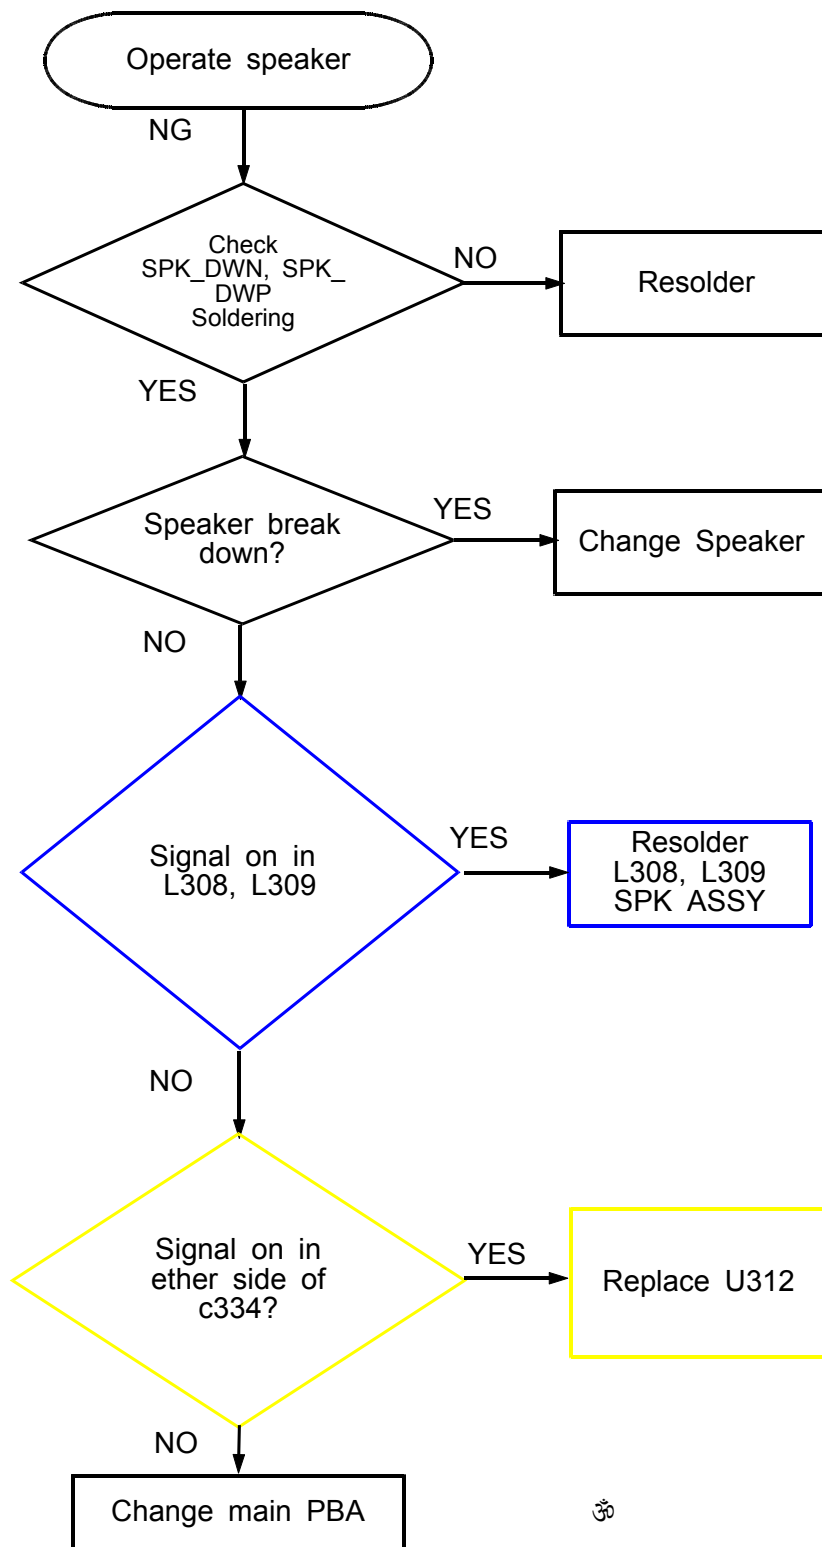 Operate speaker
NG
Check
SPK_DWN, SPK_
DWP
Soldering
NO
Resolder
YES
Speaker break
down?
YES
Change Speaker
NO
Signal on in
L308, L309
YES
Resolder
L308, L309
SPK ASSY
NO
Signal on in
ether side of
c334?
YES
Replace U312
NO
Change main PBA
ॐ